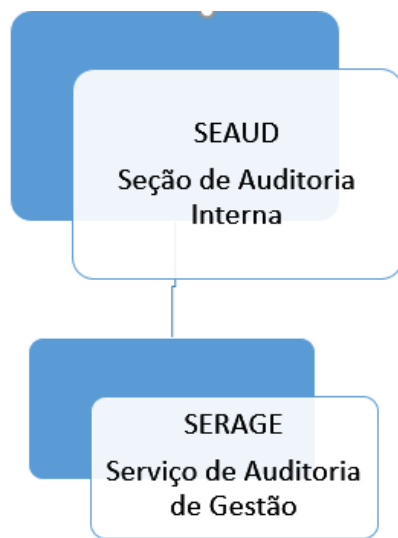 SEAUD
Seção de Auditoria
Interna
SERAGE
Serviço de Auditoria
de Gestão